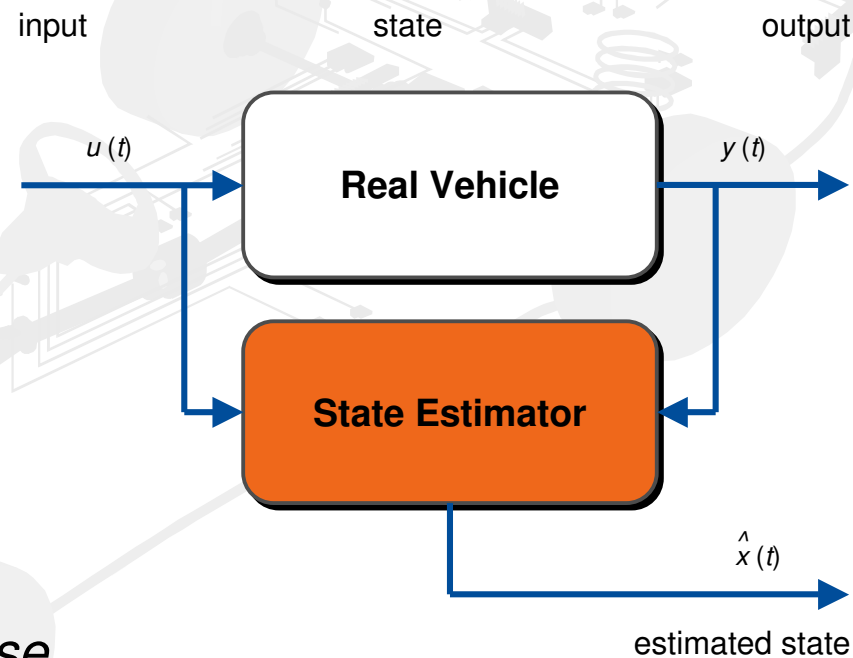 input state output
u (t) y (t)
Real Vehicle
State Estimator
x̂ (t)
estimated state